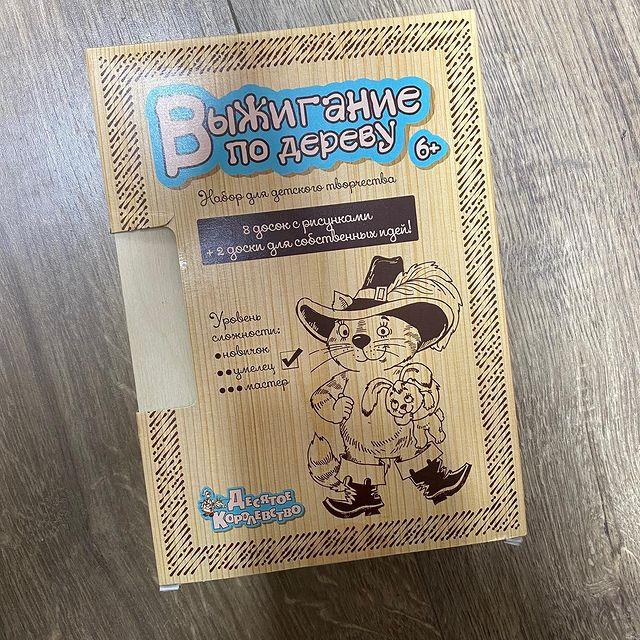 Выжигание
по дереву
6+
Набор для детского творчества
8 досок с рисунками
+ 2 доски для собственных идей!
Уровень
сложности:
новичок
умелец
мастер
Десятое
Королевство